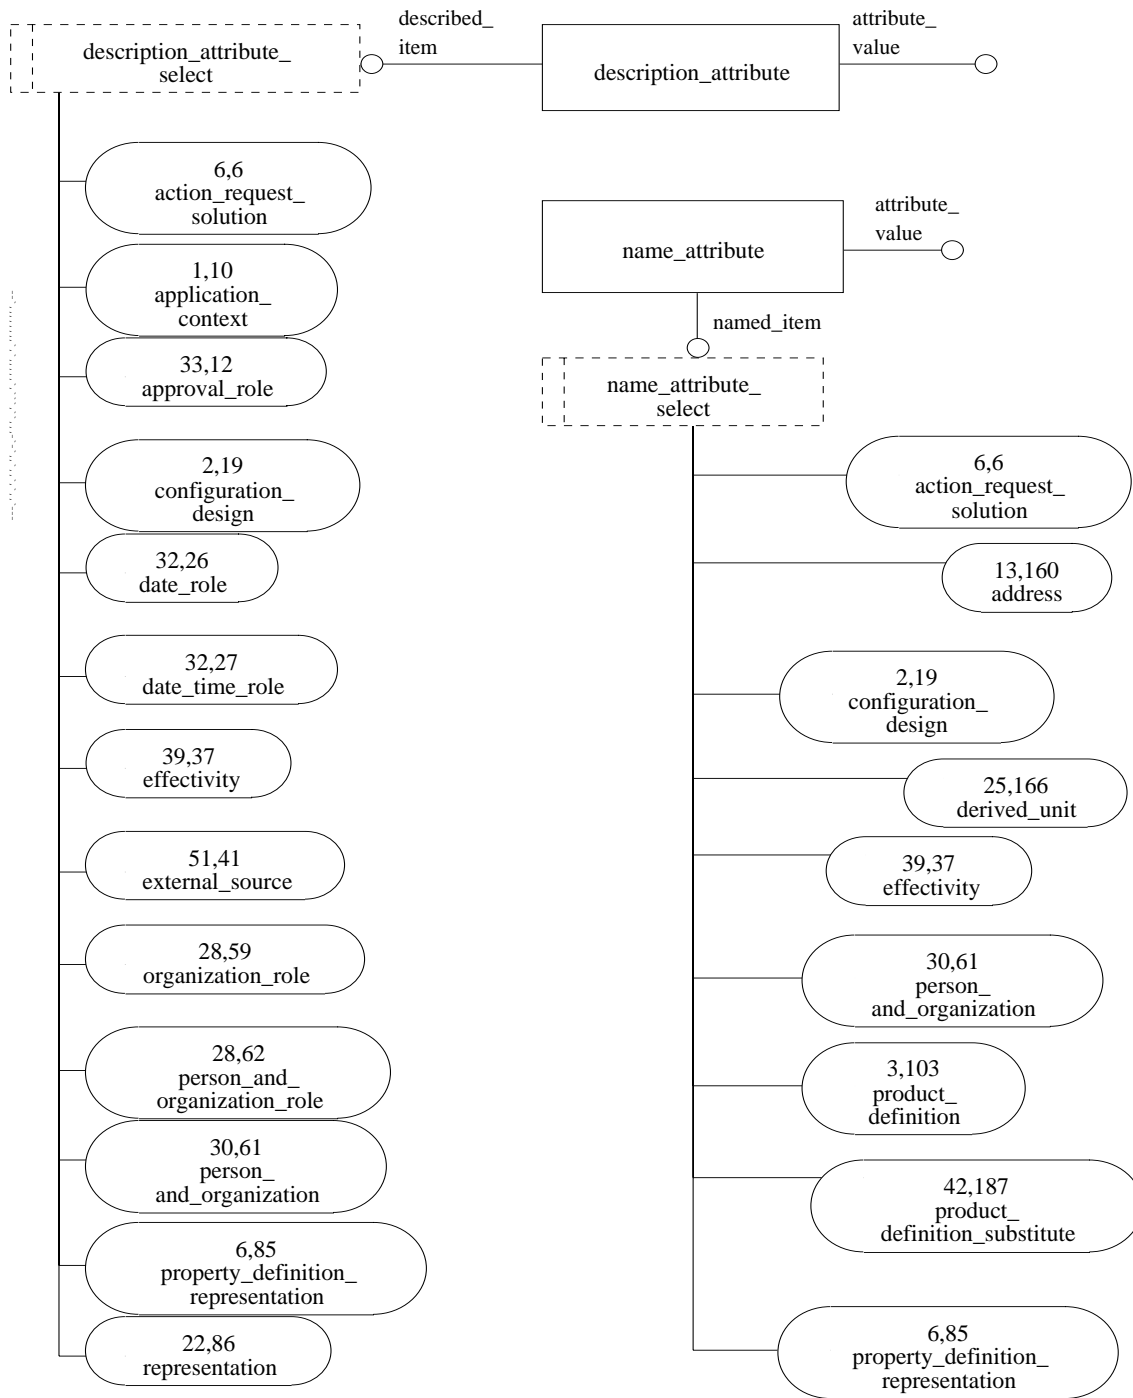 described_
item
attribute_
value
description_attribute_
select
description_attribute
6,6
action_request_
solution
1,10
application_
context
33,12
approval_role
2,19
configuration_
design
32,26
date_role
32,27
date_time_role
39,37
effectivity
51,41
external_source
28,59
organization_role
28,62
person_and_
organization_role
30,61
person_
and_organization
6,85
property_definition_
representation
22,86
representation
attribute_
value
name_attribute
named_item
name_attribute_
select
6,6
action_request_
solution
13,160
address
2,19
configuration_
design
25,166
derived_unit
39,37
effectivity
30,61
person_
and_organization
3,103
product_
definition
42,187
product_
definition_substitute
6,85
property_definition_
representation